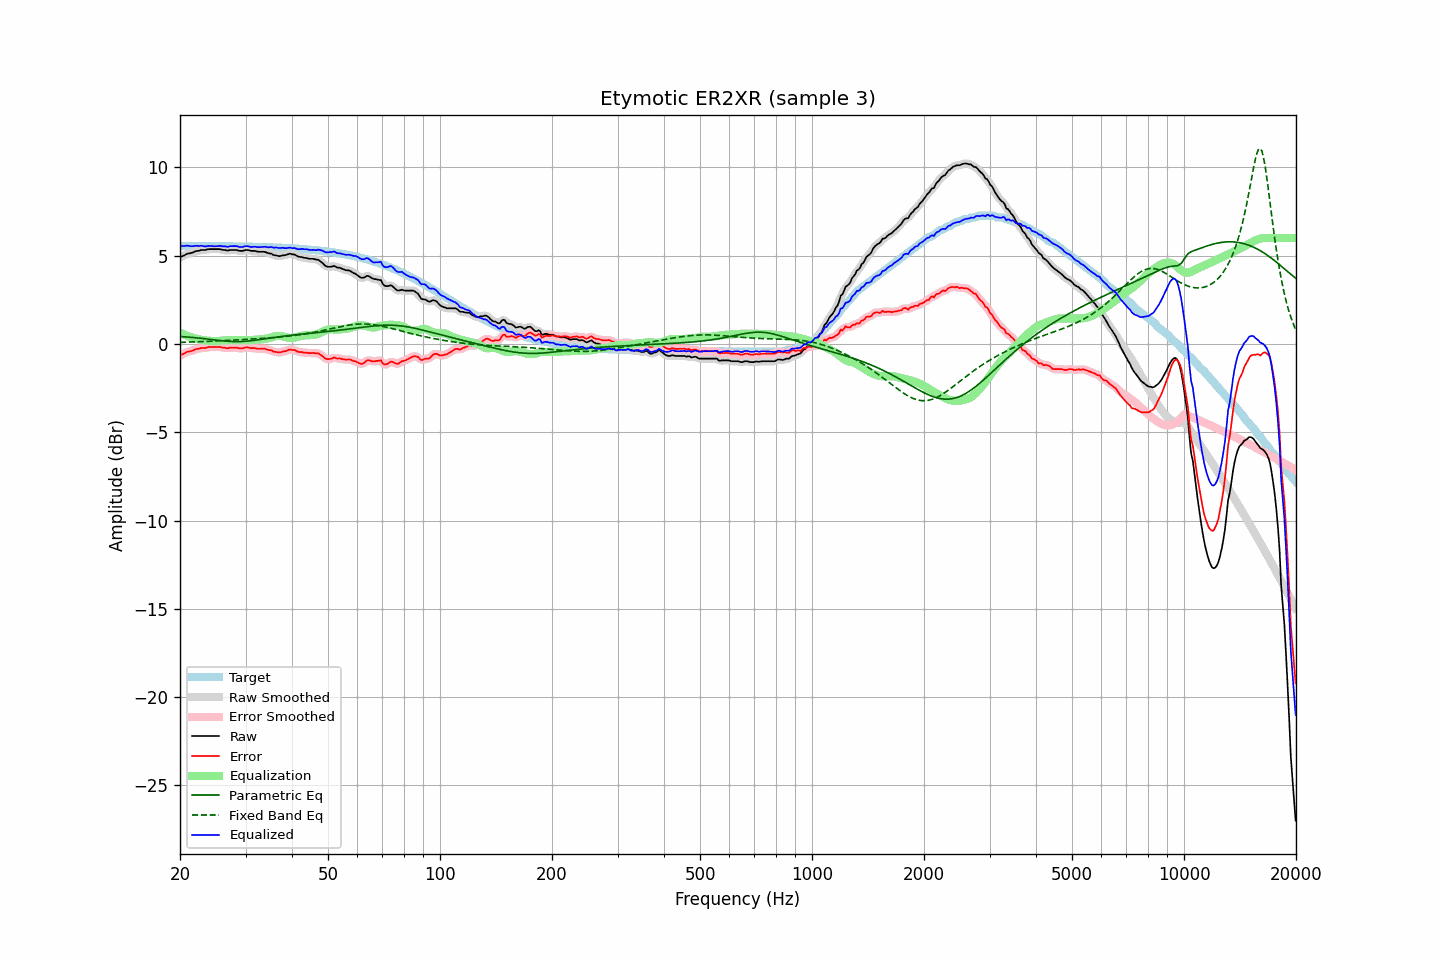 Etymotic ER2XR (sample 3)
Amplitude (dBr)
10
5
0
−5
−10
−15
−20
−25
Target
Raw Smoothed
Error Smoothed
Raw
Error
Equalization
Parametric Eq
Fixed Band Eq
Equalized
20 50 100 200 500 1000 2000 5000 10000 20000
Frequency (Hz)